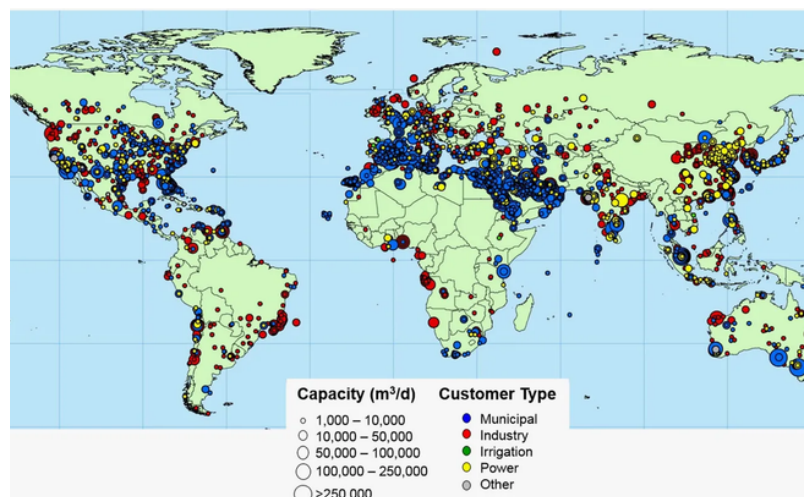 Capacity (m³/d)
1,000 – 10,000
10,000 – 50,000
50,000 – 100,000
100,000 – 250,000
>250,000
Customer Type
Municipal
Industry
Irrigation
Power
Other